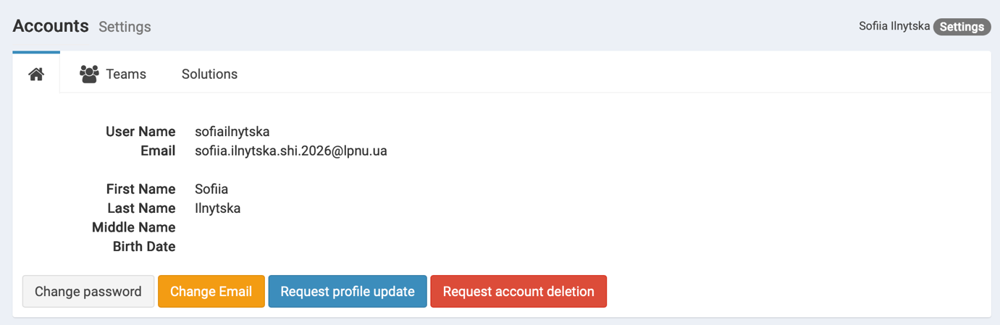 Accounts Settings
Sofiia Ilnytska Settings
Teams Solutions
User Name sofiailnytska
Email sofiia.ilnytska.shi.2026@lpnu.ua
First Name Sofiia
Last Name Ilnytska
Middle Name
Birth Date
Change password Change Email Request profile update Request account deletion